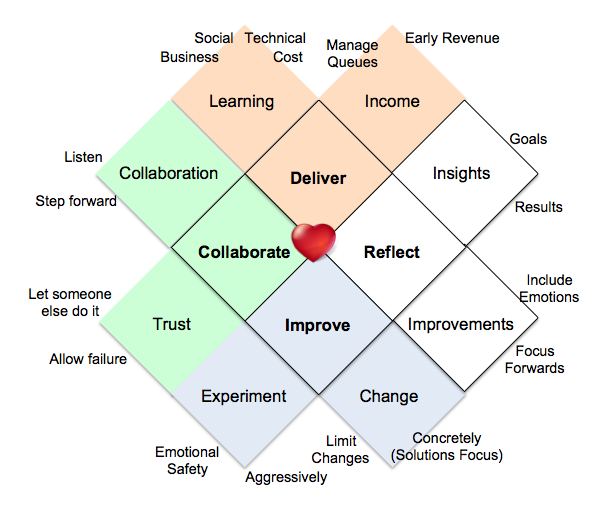 Social
Business
Technical
Cost
Manage
Queues
Early Revenue
Learning
Income
Listen
Step forward
Collaboration
Deliver
Insights
Goals
Results
Collaborate
Reflect
Let someone
else do it
Allow failure
Trust
Improve
Improvements
Include
Emotions
Focus
Forwards
Experiment
Change
Emotional
Safety
Aggressively
Limit
Changes
Concretely
(Solutions Focus)